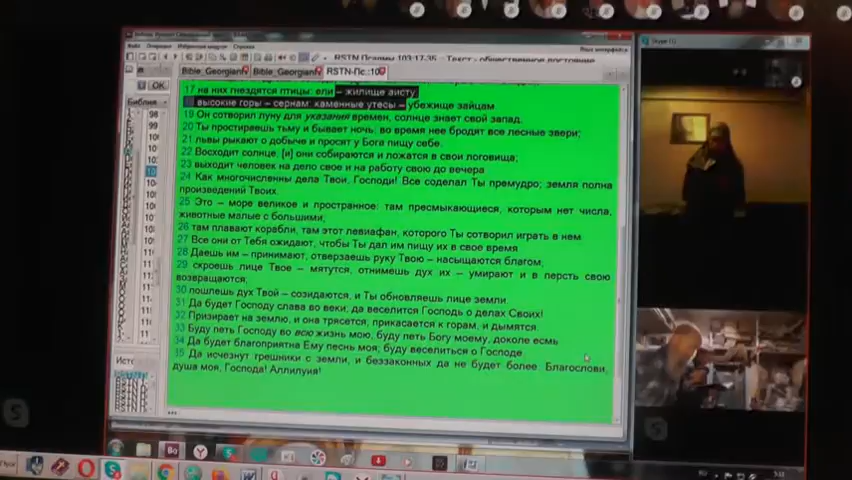 RSTN Псалмы 103:17-35
Bible_Georgian Bible_Georgian RSTN-Пс.:10
OK
Библия
17 на них гнездятся птицы: ели – жилище аисту,
высокие горы – сернам; каменные утесы – убежище зайцам
19 Он сотворил луну для указания времен, солнце знает свой запад.
20 Ты простираешь тьму и бывает ночь: во время нее бродят все лесные звери;
21 львы рыкают о добыче и просят у Бога пищу себе.
22 Восходит солнце, [и] они собираются и ложатся в свои логовища;
23 выходит человек на дело свое и на работу свою до вечера
24 Как многочисленны дела Твои, Господи! Все соделал Ты премудро; земля полна
произведений Твоих.
25 Это – море великое и пространное: там пресмыкающиеся, которым нет числа,
животные малые с большими;
26 там плавают корабли, там этот левиафан, которого Ты сотворил играть в нем
27 Все они от Тебя ожидают, чтобы Ты дал им пищу их в свое время
28 Даешь им – принимают, отверзаешь руку Твою – насыщаются благом;
29 скроешь лице Твое – мятутся, отнимешь дух их – умирают и в персть свою
возвращаются;
30 пошлешь дух Твой – созидаются, и Ты обновляешь лице земли.
31 Да будет Господу слава во веки; да веселится Господь о делах Своих!
32 Призирает на землю, и она трясется; прикасается к горам, и дымятся.
33 Буду петь Господу во всю жизнь мою, буду петь Богу моему, доколе есмь
34 Да будет благоприятна Ему песнь моя; буду веселиться о Господе
35 Да исчезнут грешники с земли, и беззаконных да не будет более. Благослови,
душа моя, Господа! Аллилуия!